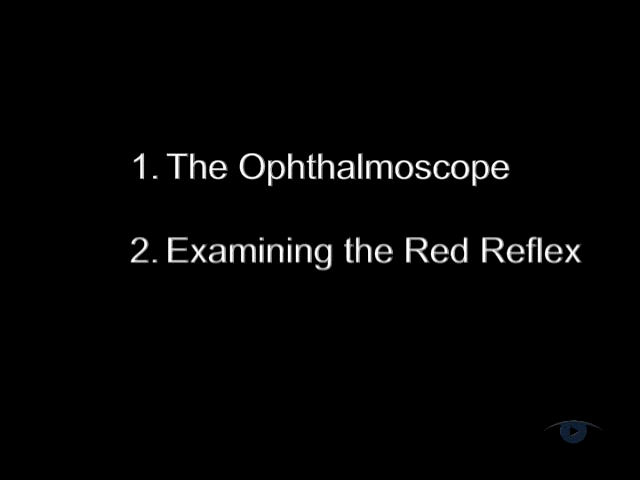 1. The Ophthalmoscope
2. Examining the Red Reflex